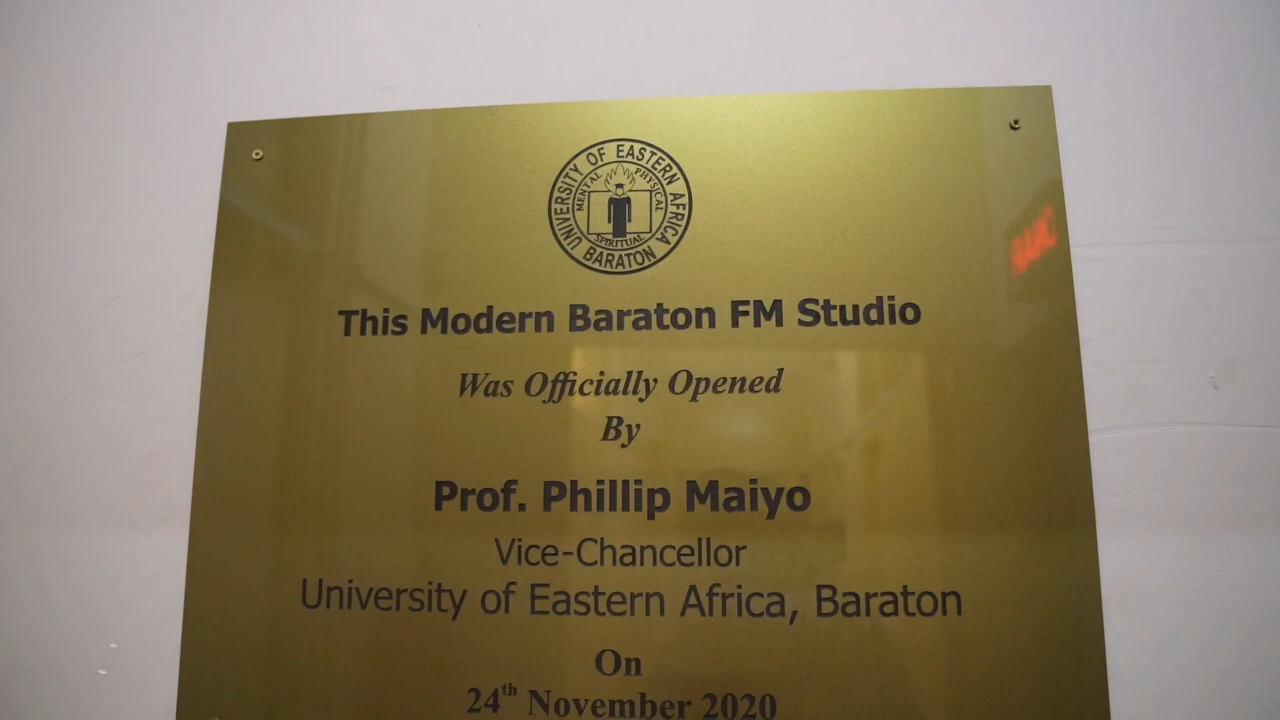 UNIVERSITY OF EASTERN AFRICA
BARATON
MENTAL
PHYSICAL
SPIRITUAL
This Modern Baraton FM Studio
Was Officially Opened
By
Prof. Phillip Maiyo
Vice-Chancellor
University of Eastern Africa, Baraton
On
24th November 2020